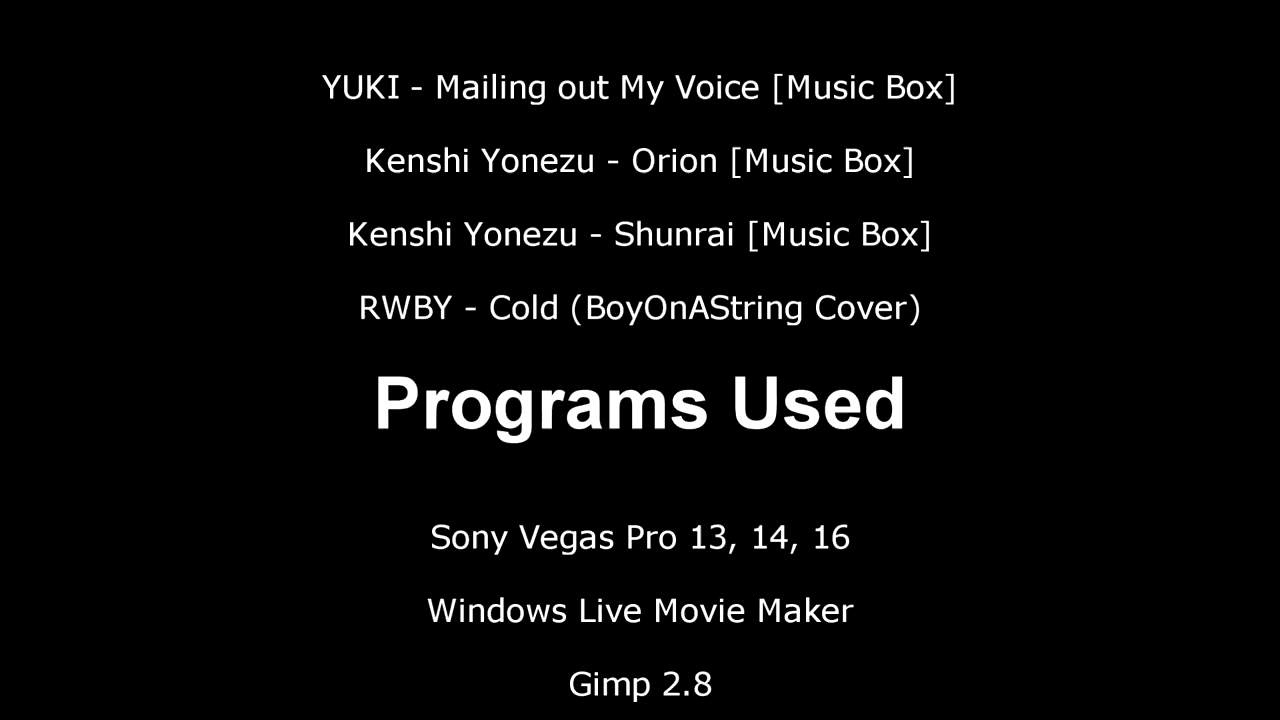 YUKI - Mailing out My Voice [Music Box]
Kenshi Yonezu - Orion [Music Box]
Kenshi Yonezu - Shunrai [Music Box]
RWBY - Cold (BoyOnAString Cover)
Programs Used
Sony Vegas Pro 13, 14, 16
Windows Live Movie Maker
Gimp 2.8